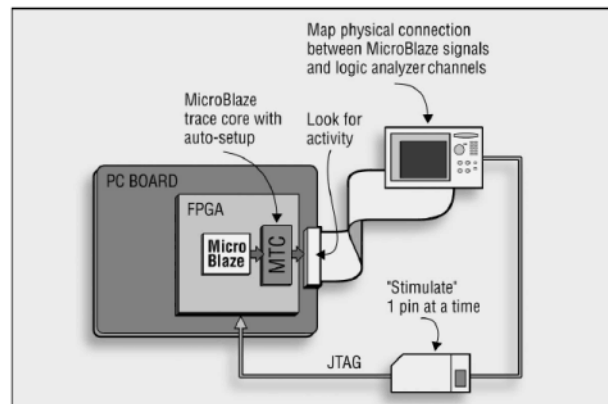 Map physical connection
between MicroBlaze signals
and logic analyzer channels
MicroBlaze
trace core with
auto-setup
Look for
activity
PC BOARD
FPGA
Micro
Blaze
MTC
"Stimulate"
1 pin at a time
JTAG